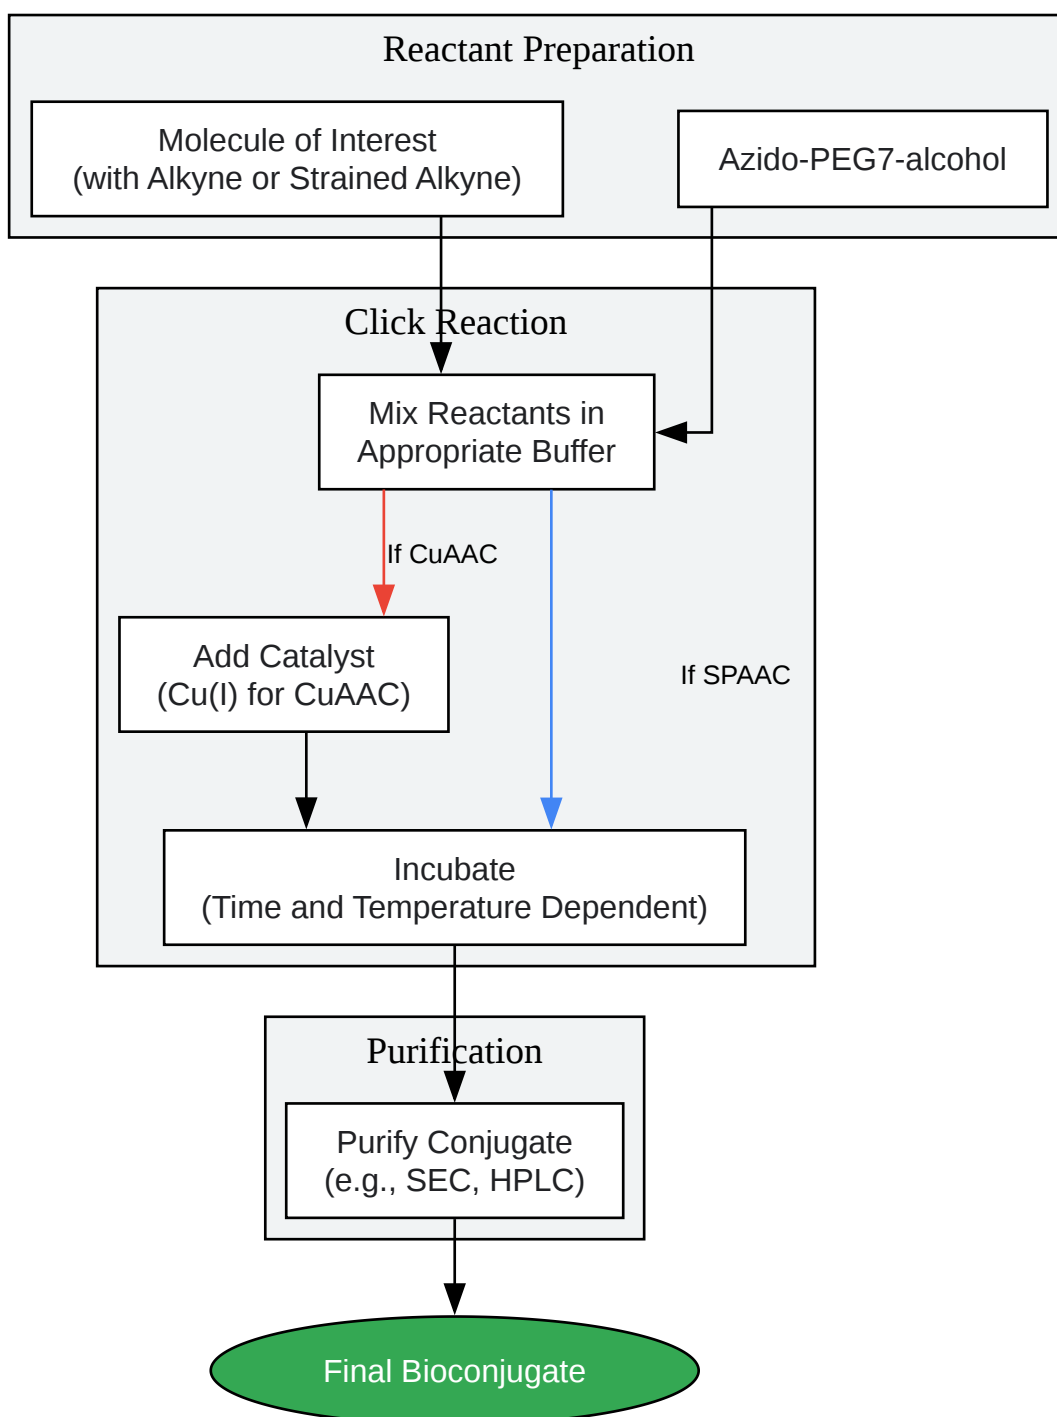 Reactant Preparation
Molecule of Interest
(with Alkyne or Strained Alkyne)
Azido-PEG7-alcohol
Click Reaction
Mix Reactants in
Appropriate Buffer
If CuAAC
Add Catalyst
(Cu(I) for CuAAC)
If SPAAC
Incubate
(Time and Temperature Dependent)
Purification
Purify Conjugate
(e.g., SEC, HPLC)
Final Bioconjugate